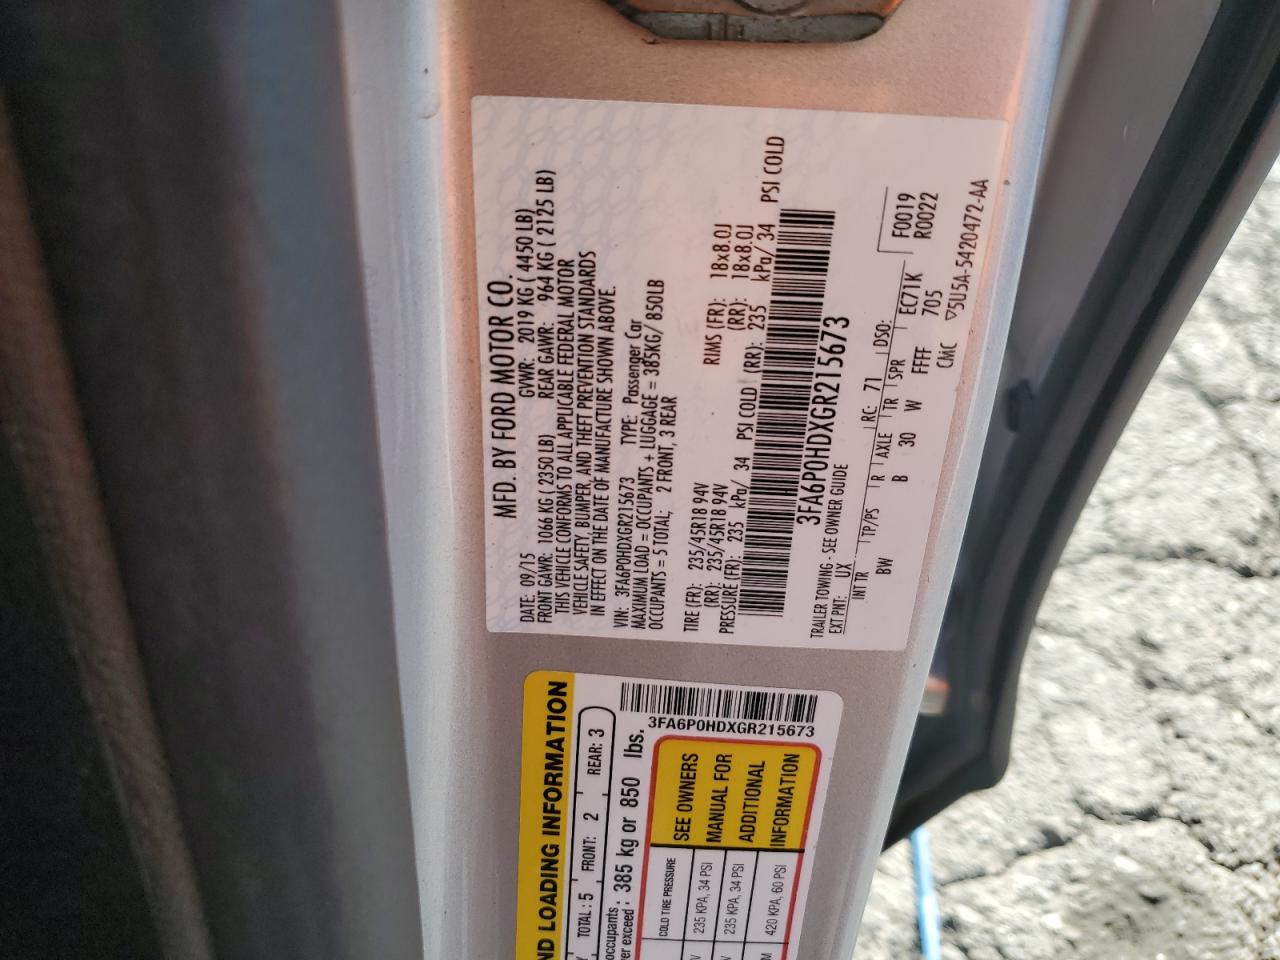 MFD. BY FORD MOTOR CO.
DATE: 09/15 GVWR: 2019 KG ( 4450 LB)
FRONT GAWR: 1066 KG ( 2350 LB) REAR GAWR: 964 KG ( 2125 LB)
THIS VEHICLE CONFORMS TO ALL APPLICABLE FEDERAL MOTOR
VEHICLE SAFETY, BUMPER, AND THEFT PREVENTION STANDARDS
IN EFFECT ON THE DATE OF MANUFACTURE SHOWN ABOVE.
VIN: 3FA6P0HDXGR215673 TYPE: Passenger Car
MAXIMUM LOAD = OCCUPANTS + LUGGAGE = 385KG/ 850LB
OCCUPANTS = 5 TOTAL; 2 FRONT, 3 REAR
TIRE (FR): 235/45R18 94V RIMS (FR): 18x8.0J
(RR): 235/45R18 94V (RR): 18x8.0J
PRESSURE (FR): 235 kPa/ 34 PSI COLD (RR): 235 kPa/ 34 PSI COLD
3FA6P0HDXGR215673
TRAILER TOWING - SEE OWNER GUIDE
EXT PNT: UX RC: 71 DSO: F0019
INT TR TP/PS R AXLE TR SPR EC71K R0022
BW B 30 W FFF 705
CMC ▽5U5A-5420472-AA
ND LOADING INFORMATION
TOTAL: 5 FRONT: 2 REAR: 3
occupants
ver exceed: 385 kg or 850 lbs.
3FA6P0HDXGR215673
COLD TIRE PRESSURE
235 KPA, 34 PSI
235 KPA, 34 PSI
420 KPA, 60 PSI
SEE OWNERS
MANUAL FOR
ADDITIONAL
INFORMATION